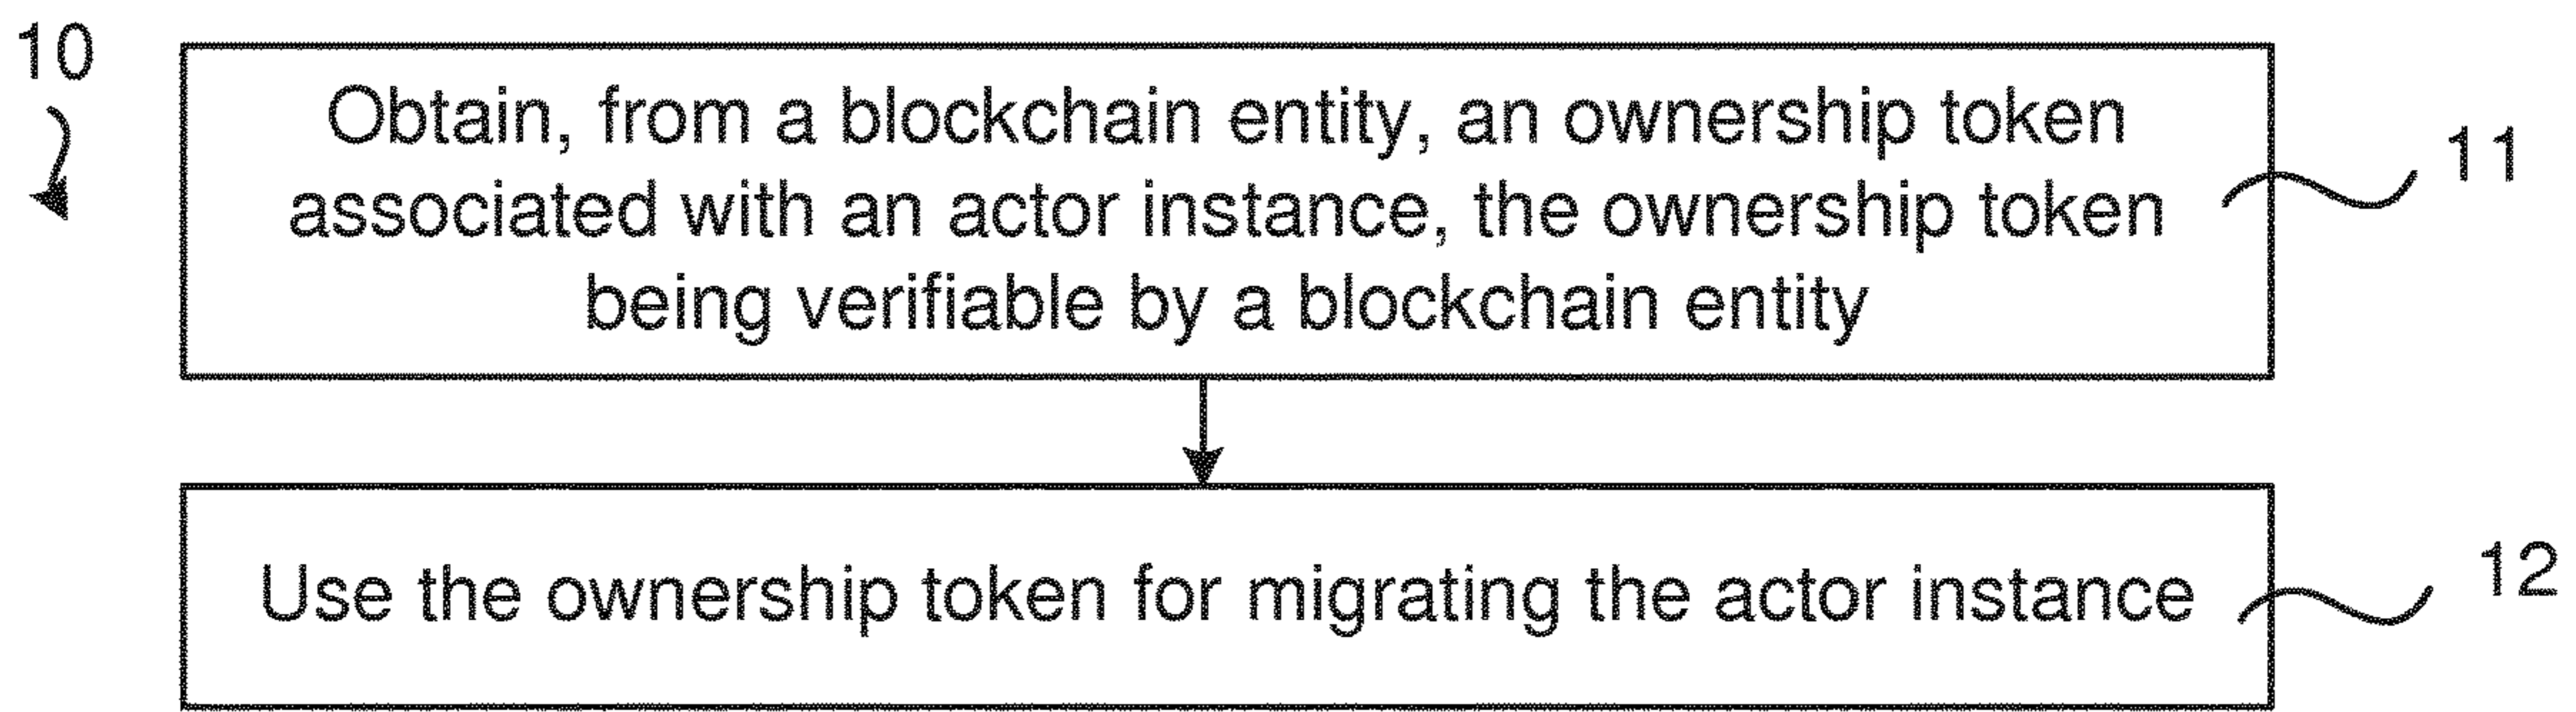 10
Obtain, from a blockchain entity, an ownership token
associated with an actor instance, the ownership token
being verifiable by a blockchain entity
11
Use the ownership token for migrating the actor instance
12